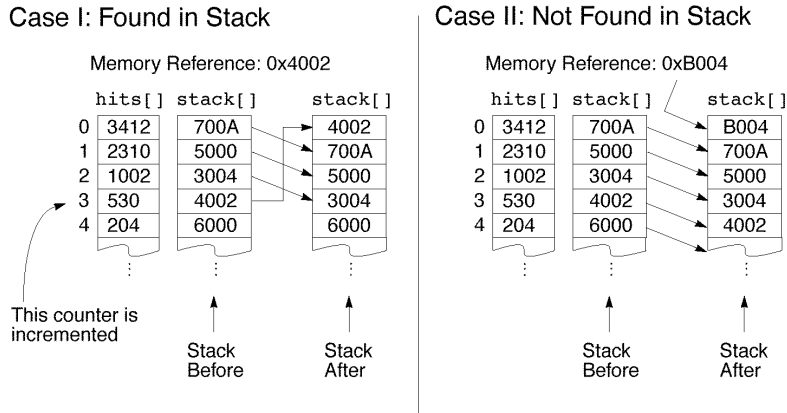 Case I: Found in Stack
Memory Reference: 0x4002
hits[] stack[] stack[]
0 3412 700A 4002
1 2310 5000 700A
2 1002 3004 5000
3 530 4002 3004
4 204 6000 6000
This counter is
incremented
Stack
Before
Stack
After
Case II: Not Found in Stack
Memory Reference: 0xB004
hits[] stack[] stack[]
0 3412 700A B004
1 2310 5000 700A
2 1002 3004 5000
3 530 4002 3004
4 204 6000 4002
Stack
Before
Stack
After